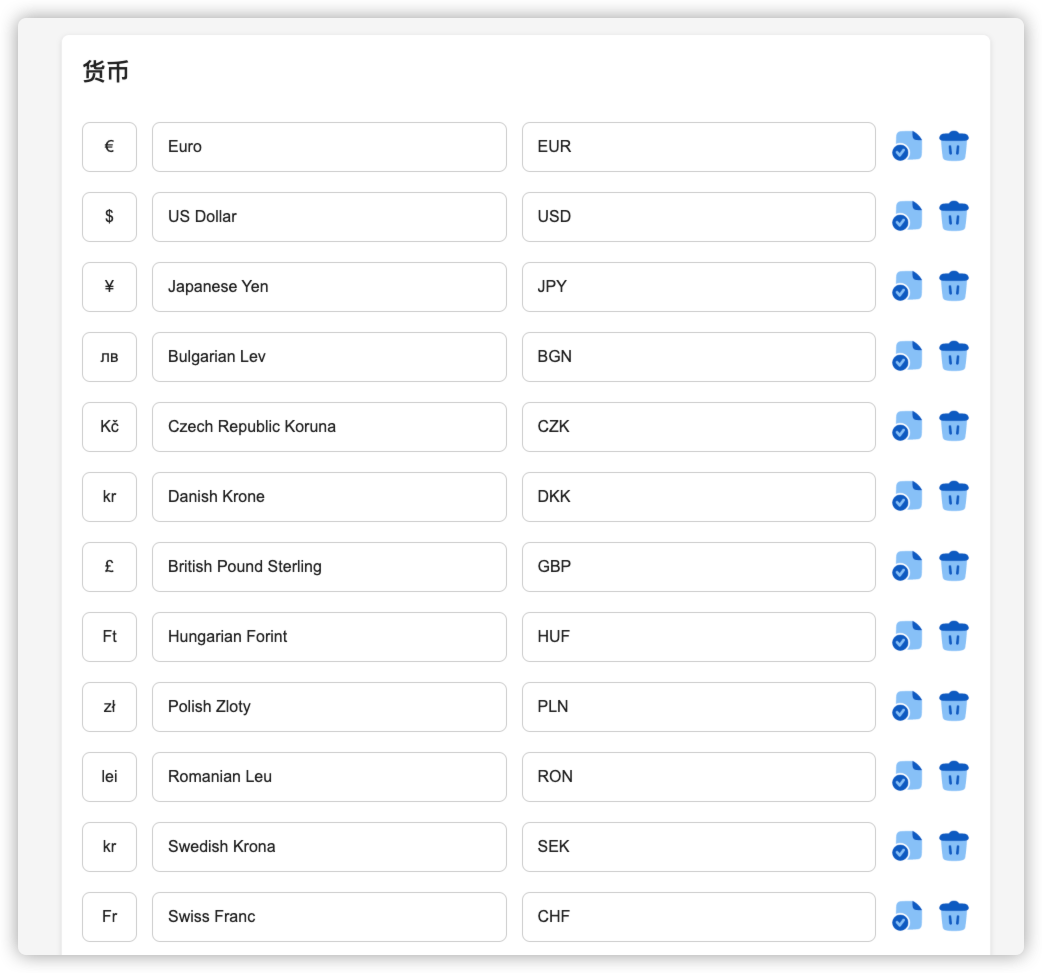 货币
€ Euro EUR
$ US Dollar USD
¥ Japanese Yen JPY
лв Bulgarian Lev BGN
Kč Czech Republic Koruna CZK
kr Danish Krone DKK
£ British Pound Sterling GBP
Ft Hungarian Forint HUF
zł Polish Zloty PLN
lei Romanian Leu RON
kr Swedish Krona SEK
Fr Swiss Franc CHF